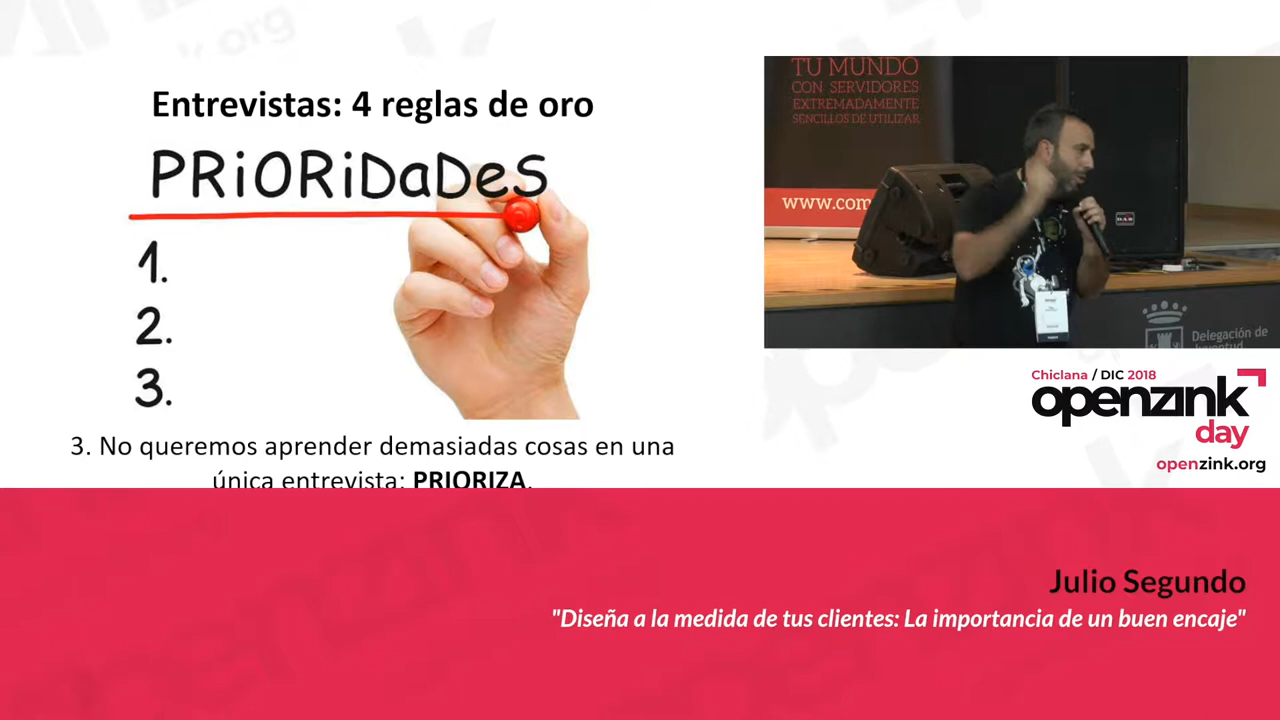 Entrevistas: 4 reglas de oro
PRiORiDaDeS
1.
2.
3.
3. No queremos aprender demasiadas cosas en una
única entrevista: PRIORIZA.
TU MUNDO
CON SERVIDORES
EXTREMADAMENTE
SENCILLOS DE UTILIZAR
www.com
Delegación de
Juventud
Chiclana / DIC 2018
openzink
day
openzink.org
Julio Segundo
"Diseña a la medida de tus clientes: La importancia de un buen encaje"